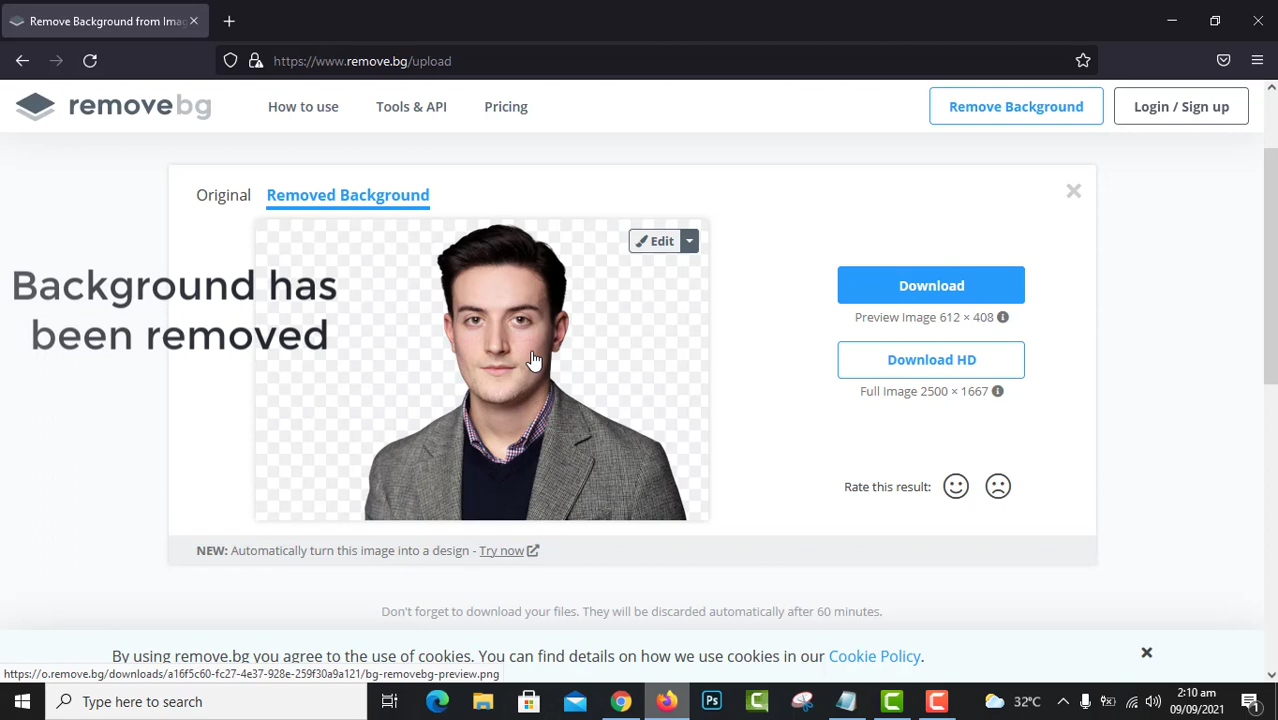 Remove Background from Imag
https://www.remove.bg/upload
removebg
How to use
Tools & API
Pricing
Remove Background
Login / Sign up
Original
Removed Background
Edit
Background has
been removed
Download
Preview Image 612 × 408
Download HD
Full Image 2500 × 1667
Rate this result:
NEW: Automatically turn this image into a design - Try now
Don't forget to download your files. They will be discarded automatically after 60 minutes.
By using remove.bg you agree to the use of cookies. You can find details on how we use cookies in our Cookie Policy.
https://o.remove.bg/downloads/a16f5c60-fc27-4e37-928e-259f30a9a121/bg-removebg-preview.png
Type here to search
Ps
32°C
2:10 am
09/09/2021
1